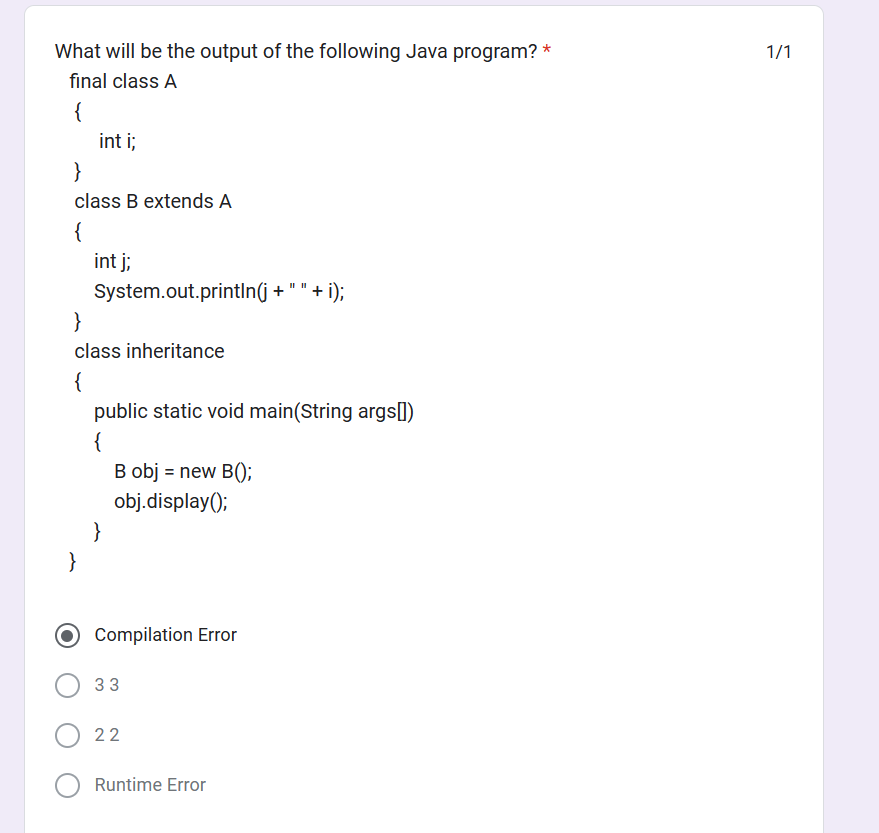 What will be the output of the following Java program? *
1/1
final class A
{
int i;
}
class B extends A
{
int j;
System.out.println(j + " " + i);
}
class inheritance
{
public static void main(String args[])
{
B obj = new B();
obj.display();
}
}
Compilation Error
3 3
2 2
Runtime Error